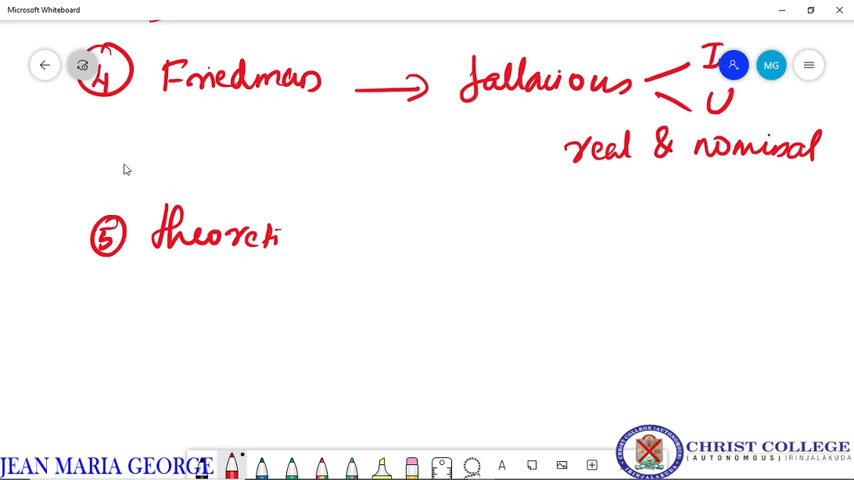 Microsoft Whiteboard
4 Friedman → fallacious < I
U
MG
real & nominal
5 theoreti
A
JEAN MARIA GEORGE
CHRIST COLLEGE
(AUTONOMOUS) IRINJALAKUDA